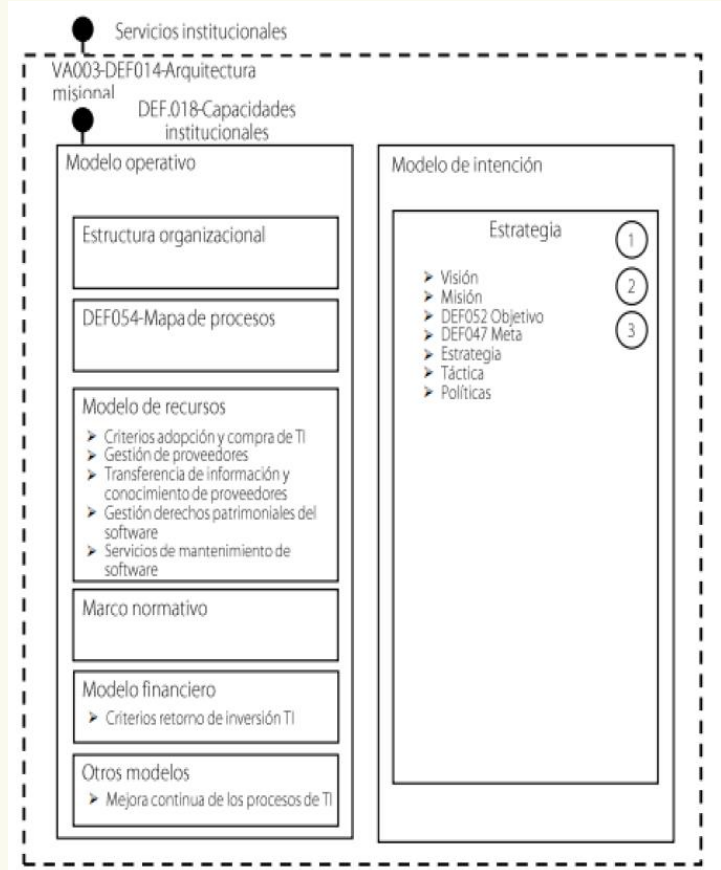 Servicios institucionales
VA003-DEF014-Arquitectura
misional
DEF.018-Capacidades
institucionales
Modelo operativo
Estructura organizacional
DEF054-Mapa de procesos
Modelo de recursos
➤ Criterios adopción y compra de TI
➤ Gestión de proveedores
➤ Transferencia de información y
conocimiento de proveedores
➤ Gestión derechos patrimoniales del
software
➤ Servicios de mantenimiento de
software
Marco normativo
Modelo financiero
➤ Criterios retorno de inversión TI
Otros modelos
➤ Mejora continua de los procesos de TI
Modelo de intención
Estrategia
1
2
3
➤ Visión
➤ Misión
➤ DEF052 Objetivo
➤ DEF047 Meta
➤ Estrategia
➤ Táctica
➤ Políticas